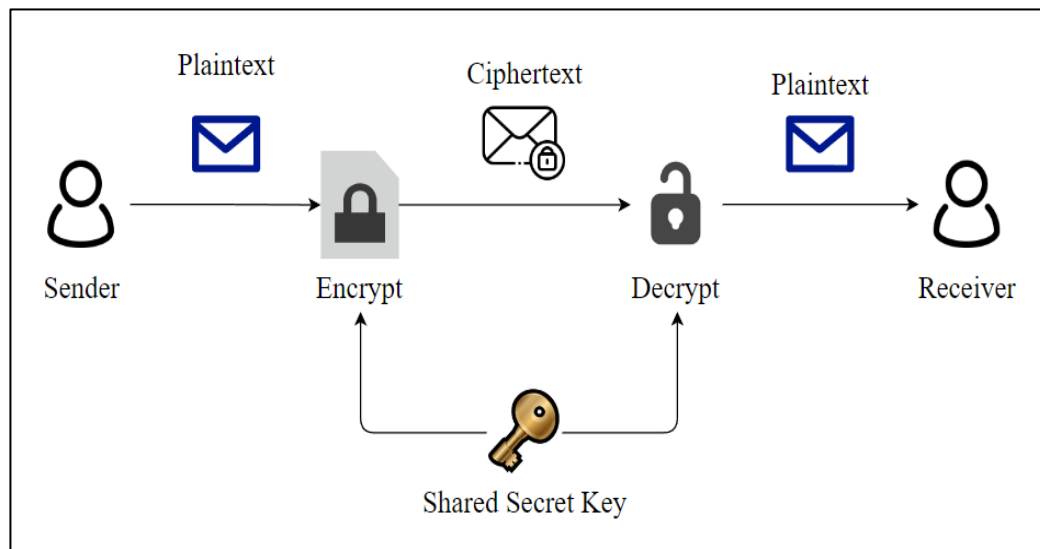 Plaintext
Ciphertext
Plaintext
Sender
Encrypt
Decrypt
Receiver
Shared Secret Key